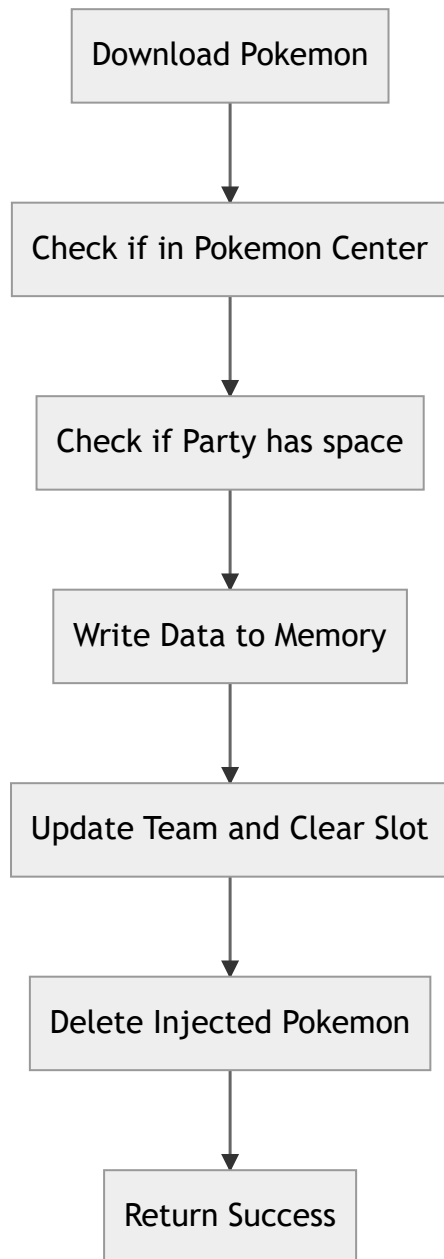 Download Pokemon
Check if in Pokemon Center
Check if Party has space
Write Data to Memory
Update Team and Clear Slot
Delete Injected Pokemon
Return Success